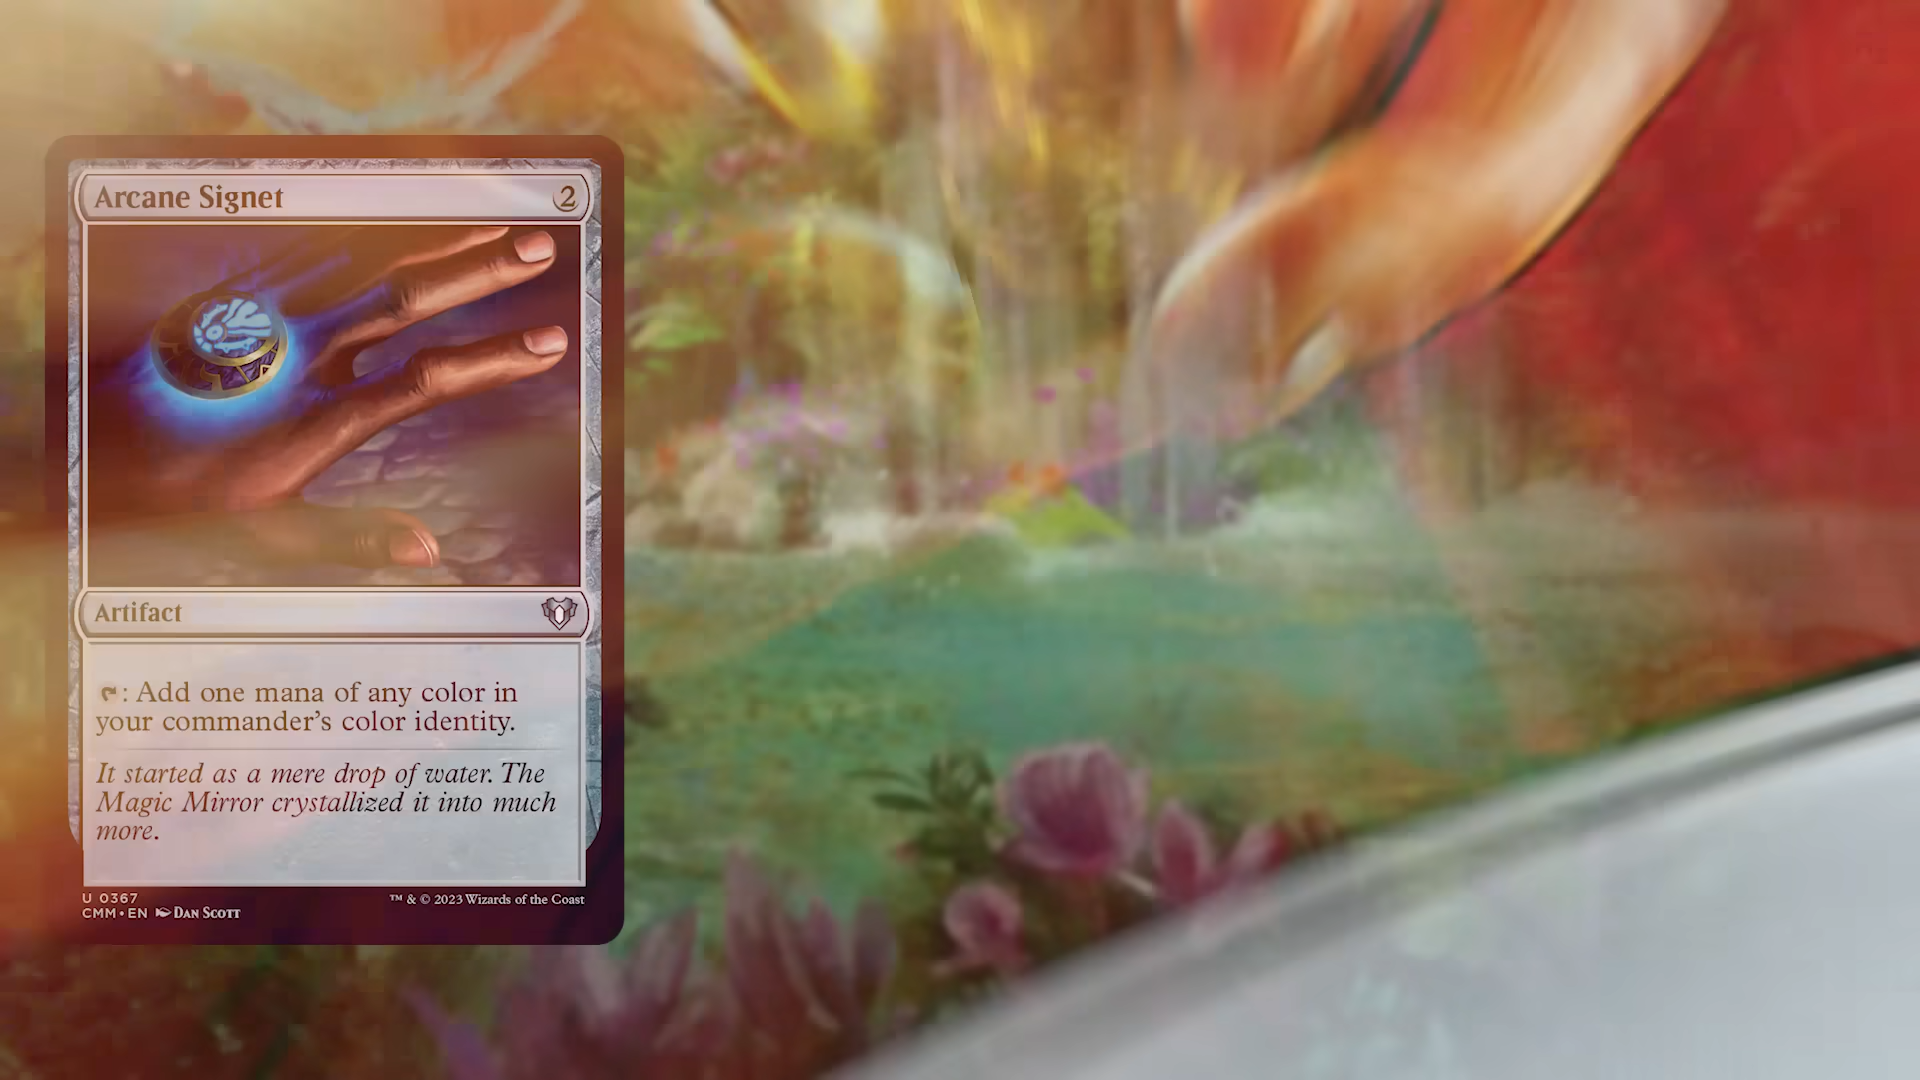 Arcane Signet 2
Artifact
: Add one mana of any color in
your commander's color identity.
It started as a mere drop of water. The
Magic Mirror crystallized it into much
more.
U 0367
CMM • EN Dan Scott
™ & © 2023 Wizards of the Coast